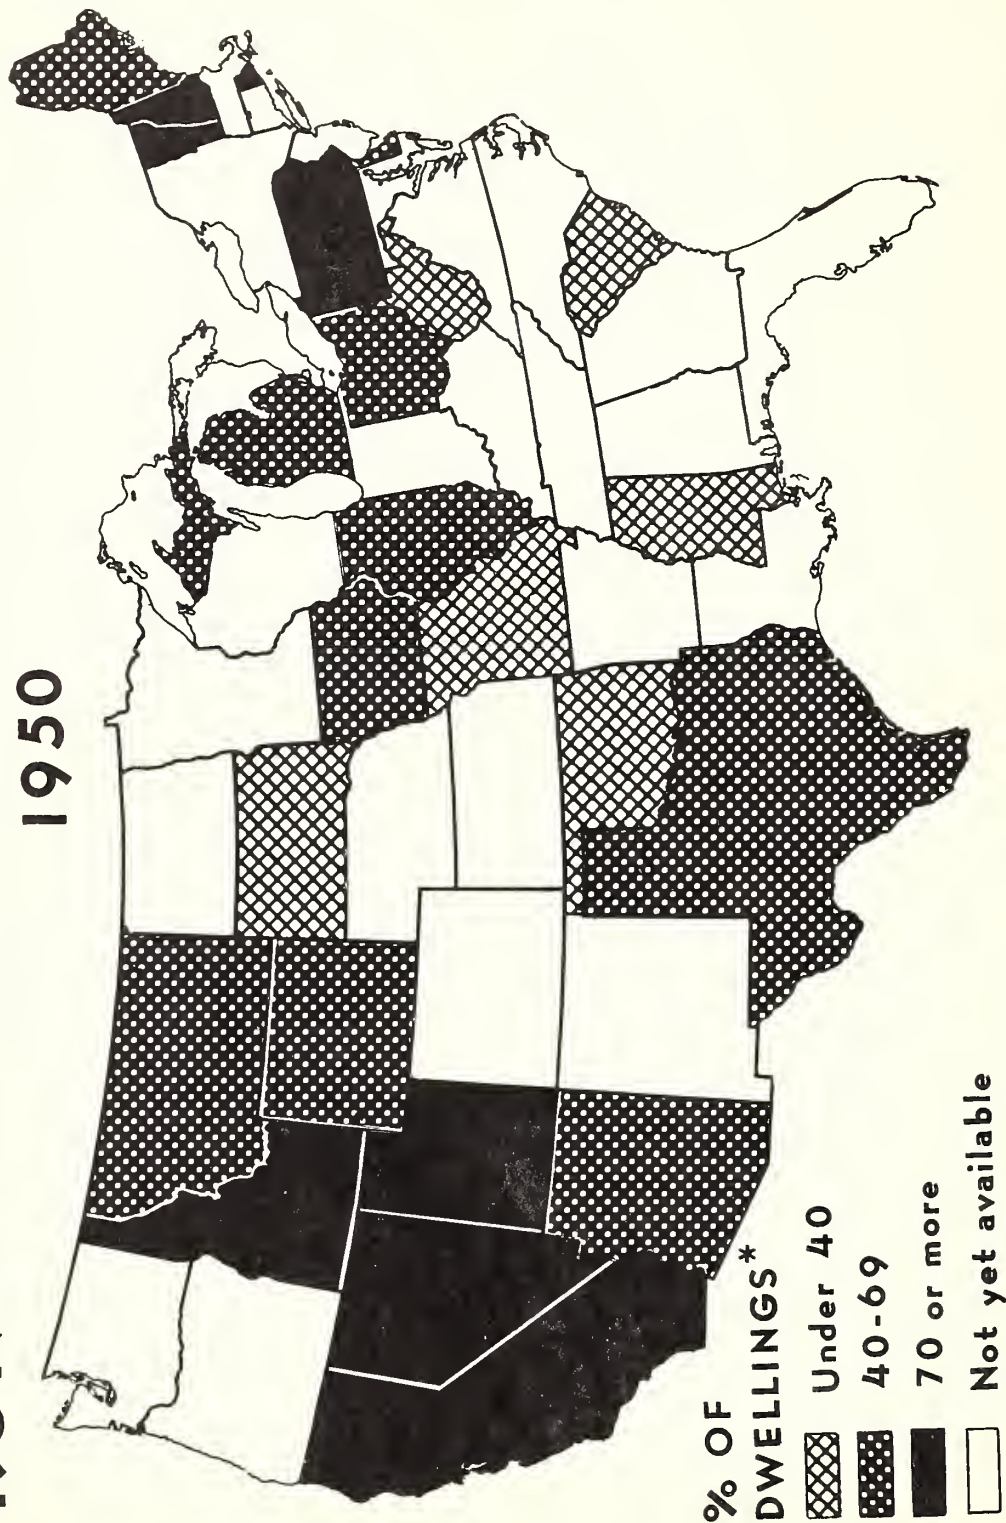 1950
% OF
DWELLINGS*
Under 40
40-69
70 or more
Not yet available